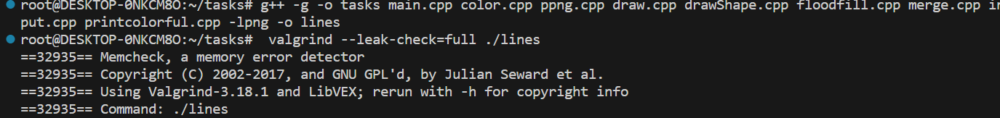 root@DESKTOP-0NKCM8O:~/tasks# g++ -g -o tasks main.cpp color.cpp ppng.cpp draw.cpp drawShape.cpp floodfill.cpp merge.cpp in
put.cpp printcolorful.cpp -lpng -o lines
root@DESKTOP-0NKCM8O:~/tasks#  valgrind --leak-check=full ./lines
==32935== Memcheck, a memory error detector
==32935== Copyright (C) 2002-2017, and GNU GPL'd, by Julian Seward et al.
==32935== Using Valgrind-3.18.1 and LibVEX; rerun with -h for copyright info
==32935== Command: ./lines